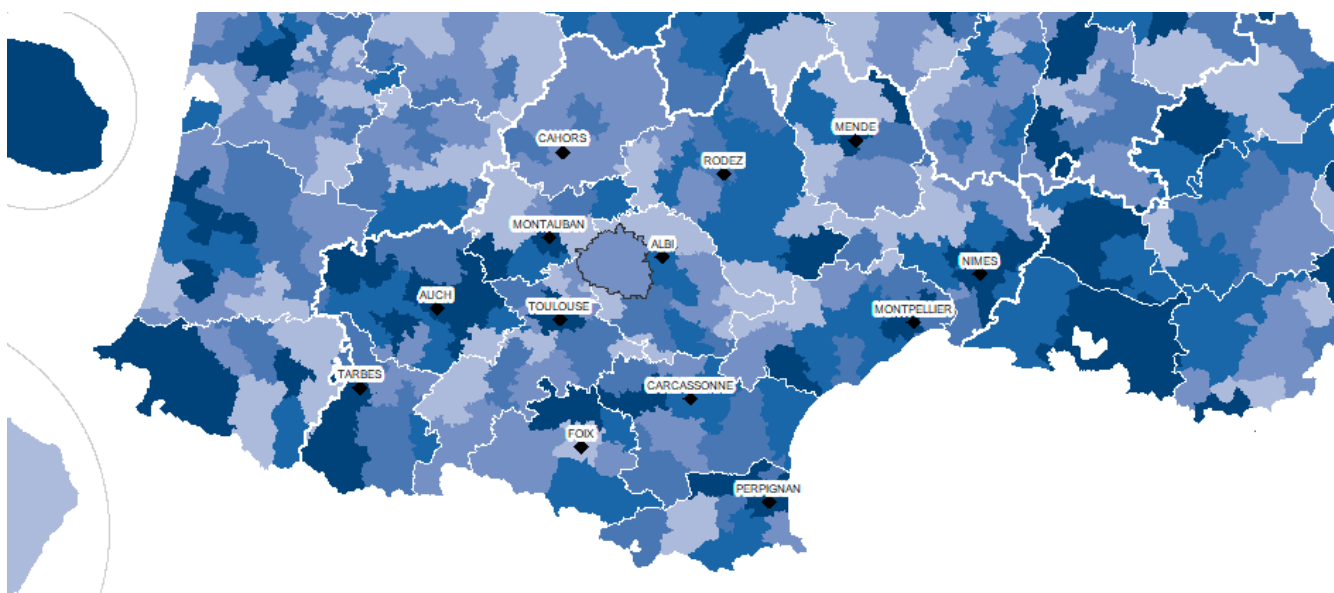 MENDE
CAHORS
RODEZ
MONTAUBAN
ALBI
NIMES
AUCH
TOULOUSE
MONTPELLIER
TARBES
CARCASSONNE
FOIX
PERPIGNAN